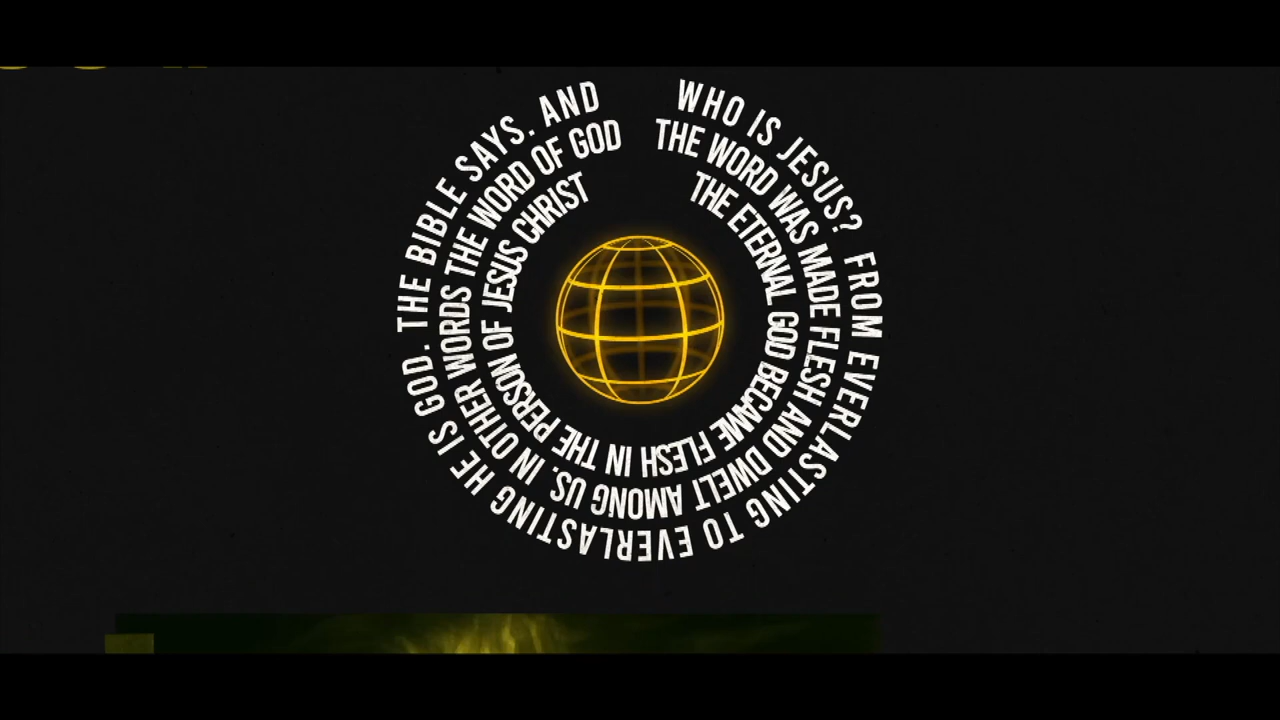 WHO IS JESUS? FROM EVERLASTING TO EVERLASTING HE IS GOD. THE BIBLE SAYS. AND
THE WORD WAS MADE FLESH AND DWELT AMONG US. IN OTHER WORDS THE WORD OF GOD
THE ETERNAL GOD BECAME FLESH IN THE PERSON OF JESUS CHRIST